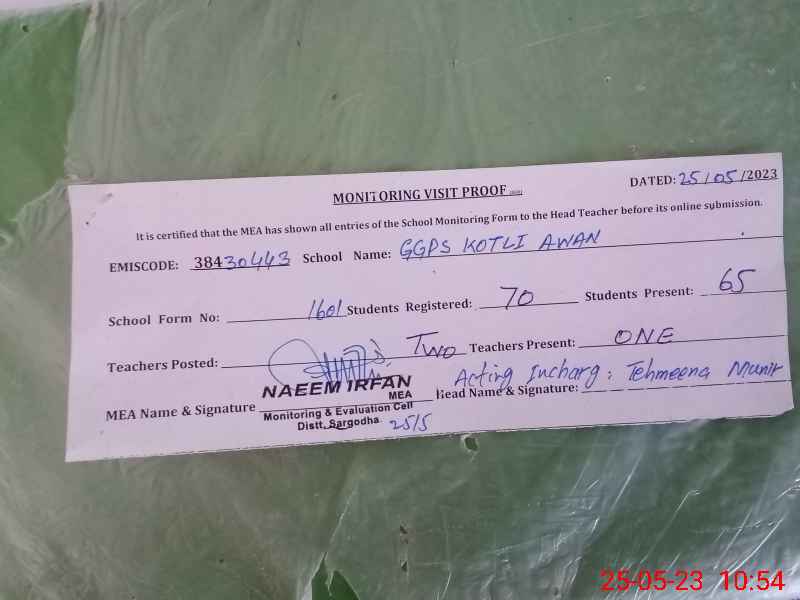 MONITORING VISIT PROOF
DATED: 25/05/2023
It is certified that the MEA has shown all entries of the School Monitoring Form to the Head Teacher before its online submission.
EMISCODE: 38430443 School Name: GGPS KOTLI AWAN
School Form No: 1601 Students Registered: 70 Students Present: 65
Teachers Posted: Two Teachers Present: ONE
MEA Name & Signature Head Name & Signature: Acting Incharg: Tehmeena Munir
NAEEM IRFAN
MEA
Monitoring & Evaluation Cell
Distt, Sargodha
25/5
25-05-23 10:54